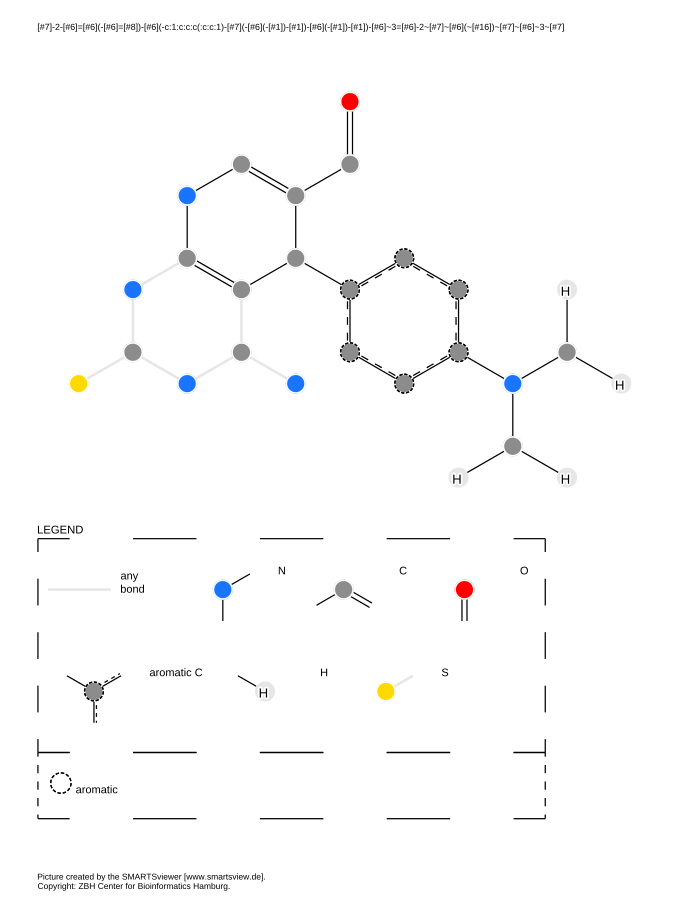 [#7]-2-[#6]=[#6](-[#6]=[#8])-[#6](-c:1:c:c:c(:c:c:1)-[#7](-[#6](-[#1])-[#1])-[#6](-[#1])-[#1])-[#6]~3=[#6]-2~[#7]~[#6](~[#16])~[#7]~[#6]~3~[#7]
H
H
H
H
LEGEND
any
bond
N
C
O
aromatic C
H
H
S
aromatic
Picture created by the SMARTSviewer [www.smartsview.de].
Copyright: ZBH Center for Bioinformatics Hamburg.